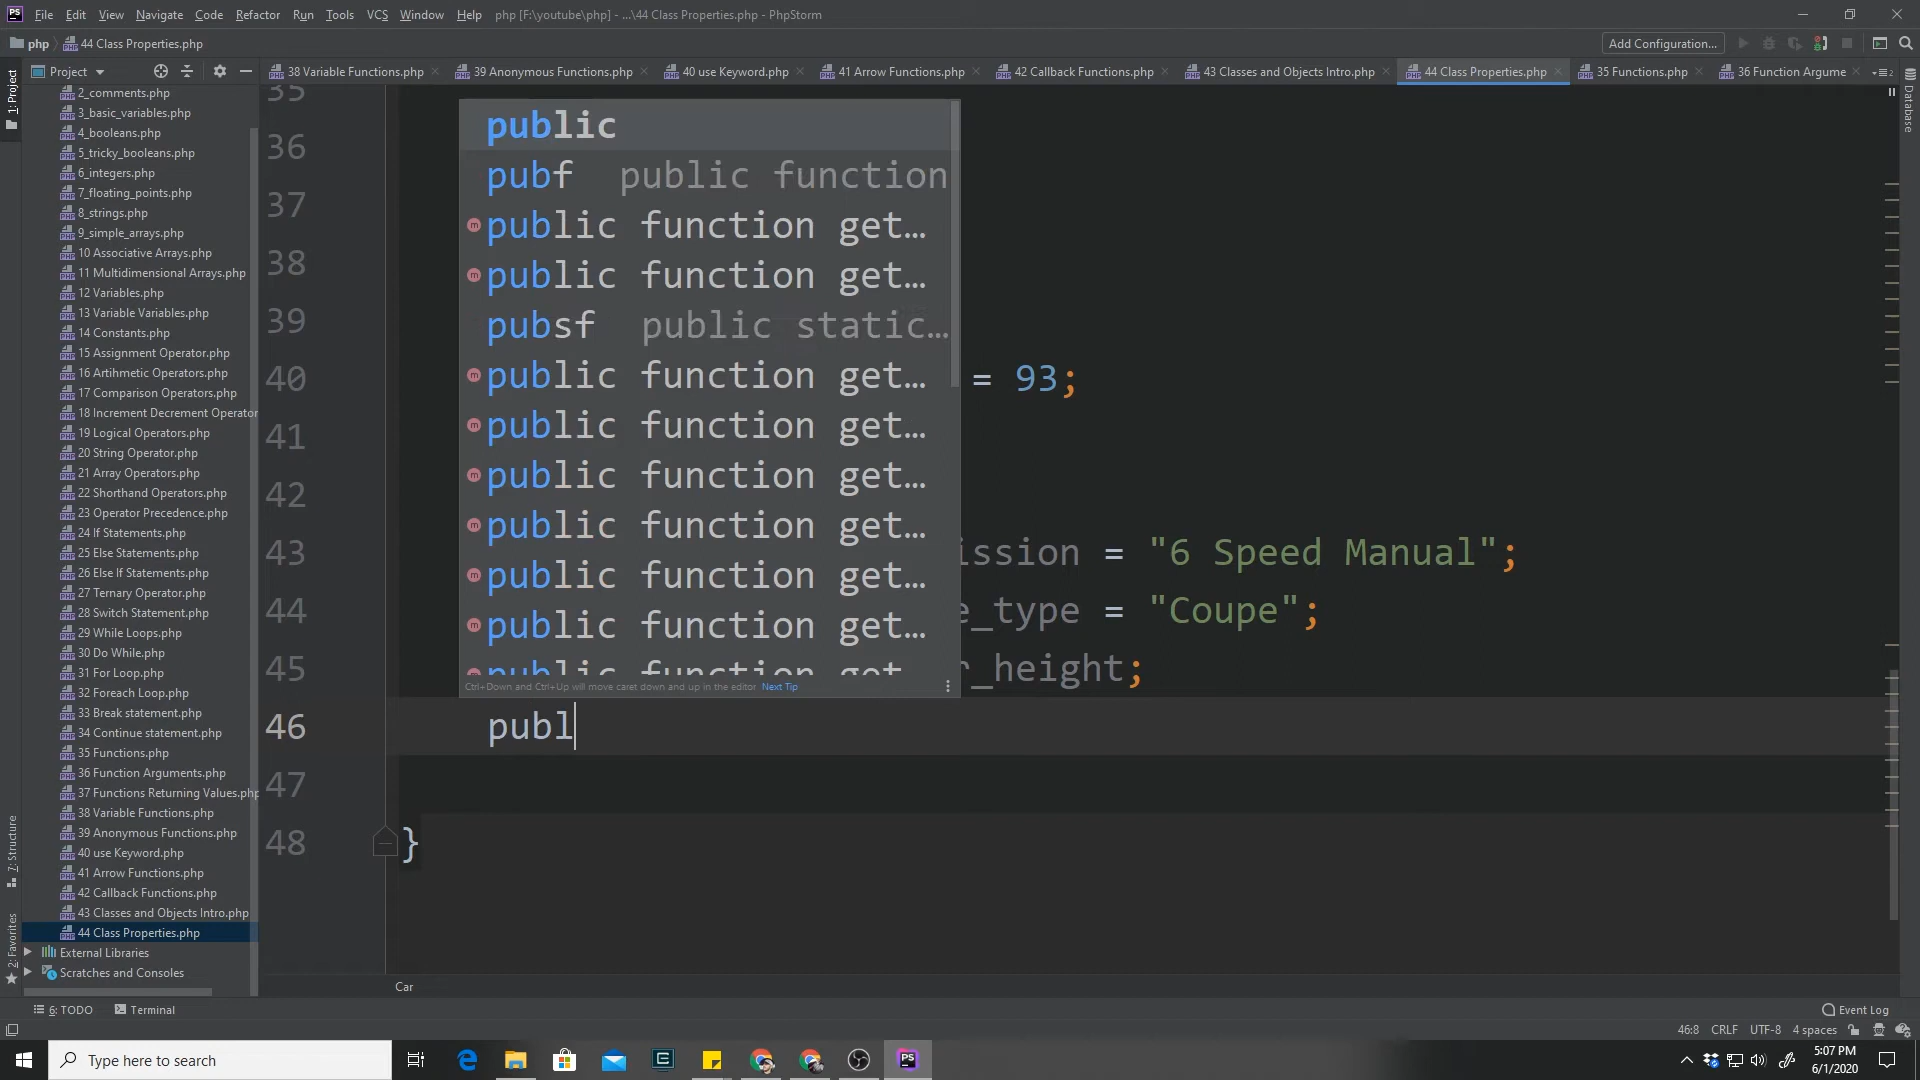 File Edit View Navigate Code Refactor Run Tools VCS Window Help php [F:\youtube\php] - ...\44 Class Properties.php - PhpStorm
php 44 Class Properties.php Add Configuration...
Project 38 Variable Functions.php 39 Anonymous Functions.php 40 use Keyword.php 41 Arrow Functions.php 42 Callback Functions.php 43 Classes and Objects Intro.php 44 Class Properties.php 35 Functions.php 36 Function Argume
1: Project
Database
7: Structure
2: Favorites
2_comments.php
3_basic_variables.php
4_booleans.php
5_tricky_booleans.php
6_integers.php
7_floating_points.php
8_strings.php
9_simple_arrays.php
10 Associative Arrays.php
11 Multidimensional Arrays.php
12 Variables.php
13 Variable Variables.php
14 Constants.php
15 Assignment Operator.php
16 Artihmetic Operators.php
17 Comparison Operators.php
18 Increment Decrement Operator
19 Logical Operators.php
20 String Operator.php
21 Array Operators.php
22 Shorthand Operators.php
23 Operator Precedence.php
24 If Statements.php
25 Else Statements.php
26 Else If Statements.php
27 Ternary Operator.php
28 Switch Statement.php
29 While Loops.php
30 Do While.php
31 For Loop.php
32 Foreach Loop.php
33 Break statement.php
34 Continue statement.php
35 Functions.php
36 Function Arguments.php
37 Functions Returning Values.php
38 Variable Functions.php
39 Anonymous Functions.php
40 use Keyword.php
41 Arrow Functions.php
42 Callback Functions.php
43 Classes and Objects Intro.php
44 Class Properties.php
External Libraries
Scratches and Consoles
35
36
37
38
39
40 = 93;
41
42
43 ission = "6 Speed Manual";
44 e_type = "Coupe";
45 r_height;
46 publ
47
48 }
public
pubf public function
public function get…
public function get…
pubsf public static…
public function get…
public function get…
public function get…
public function get…
public function get…
public function get…
public function get
Ctrl+Down and Ctrl+Up will move caret down and up in the editor Next Tip
Car
6: TODO Terminal Event Log
46:8 CRLF UTF-8 4 spaces
Type here to search
5:07 PM
6/1/2020